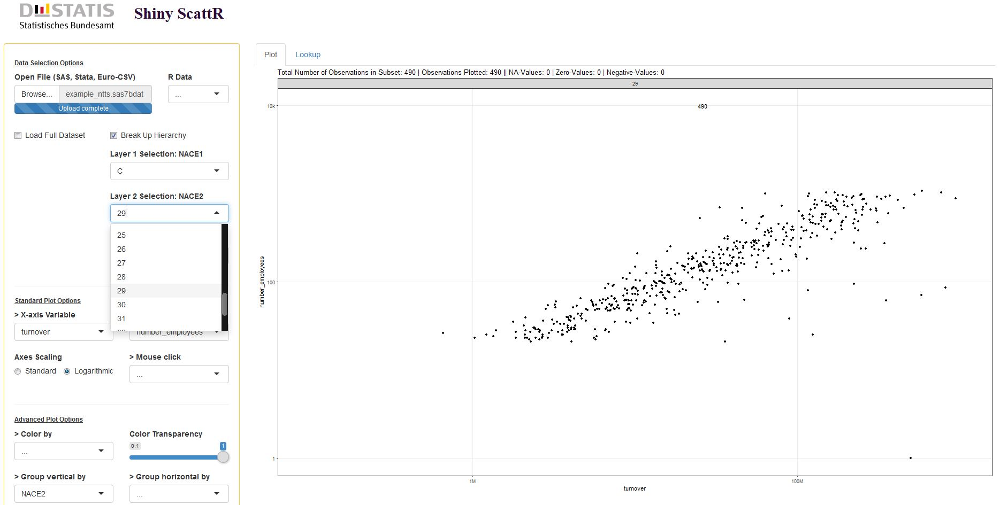 DESTATIS
Statistisches Bundesamt
Shiny ScattR
Data Selection Options
Open File (SAS, Stata, Euro-CSV)
R Data
Browse...
example_ntts.sas7bdat
...
Upload complete
Load Full Dataset
Break Up Hierarchy
Layer 1 Selection: NACE1
C
Layer 2 Selection: NACE2
29
25
26
27
28
29
30
31
Standard Plot Options
> X-axis Variable
turnover
number_employees
Axes Scaling
> Mouse click
Standard
Logarithmic
...
Advanced Plot Options
> Color by
Color Transparency
...
0.1
1
> Group vertical by
> Group horizontal by
NACE2
...
Plot
Lookup
Total Number of Observations in Subset: 490 | Observations Plotted: 490 || NA-Values: 0 | Zero-Values: 0 | Negative-Values: 0
29
490
10k
100
1
number_employees
1M
100M
turnover